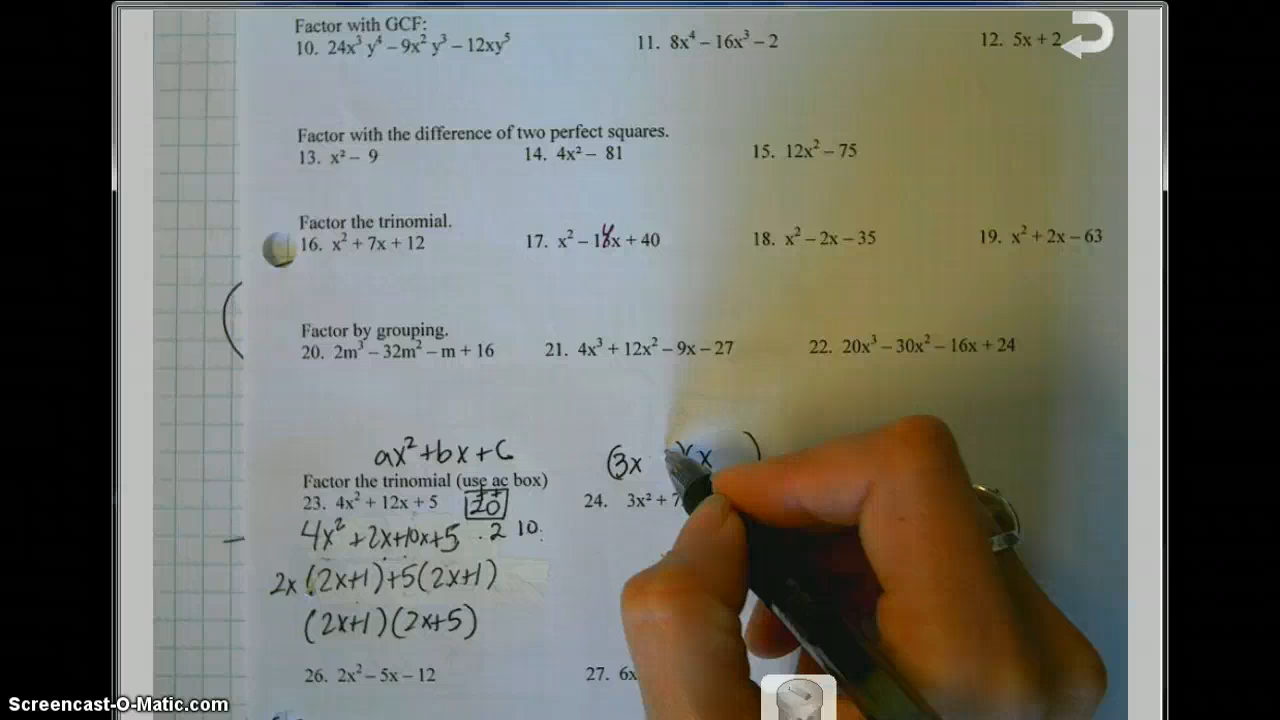 Factor with GCF:
10. 24x³ y⁴ – 9x² y³ – 12xy⁵ 11. 8x⁴ – 16x³ – 2 12. 5x + 2
Factor with the difference of two perfect squares.
13. x² – 9 14. 4x² – 81 15. 12x² – 75
Factor the trinomial.
16. x² + 7x + 12 17. x² – 14x + 40 18. x² – 2x – 35 19. x² + 2x – 63
Factor by grouping.
20. 2m³ – 32m² – m + 16 21. 4x³ + 12x² – 9x – 27 22. 20x³ – 30x² – 16x + 24
ax²+bx+c (3x )(x )
Factor the trinomial (use ac box)
23. 4x² + 12x + 5 20 24. 3x² + 7
4x²+2x+10x+5 · 2 10
2x(2x+1)+5(2x+1)
(2x+1)(2x+5)
26. 2x² – 5x – 12 27. 6x
Screencast-O-Matic.com